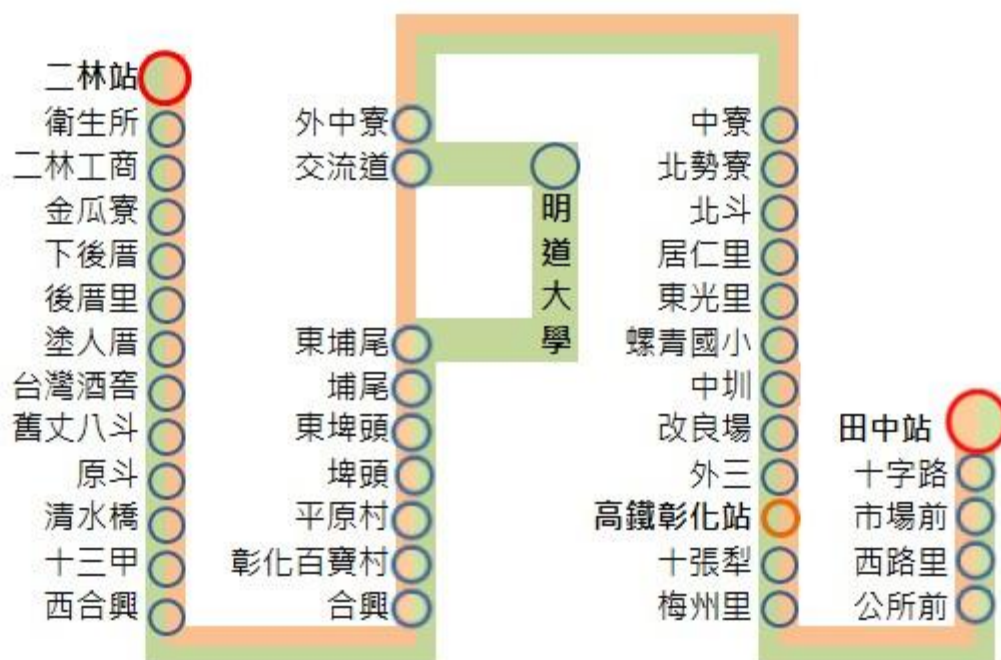 二林站
衛生所
二林工商
金瓜寮
下後厝
後厝里
塗人厝
台灣酒窖
舊丈八斗
原斗
清水橋
十三甲
西合興
外中寮
交流道
明道大學
東埔尾
埔尾
東埤頭
埤頭
平原村
彰化百寶村
合興
中寮
北勢寮
北斗
居仁里
東光里
螺青國小
中圳
改良場
外三
高鐵彰化站
十張犁
梅州里
田中站
十字路
市場前
西路里
公所前